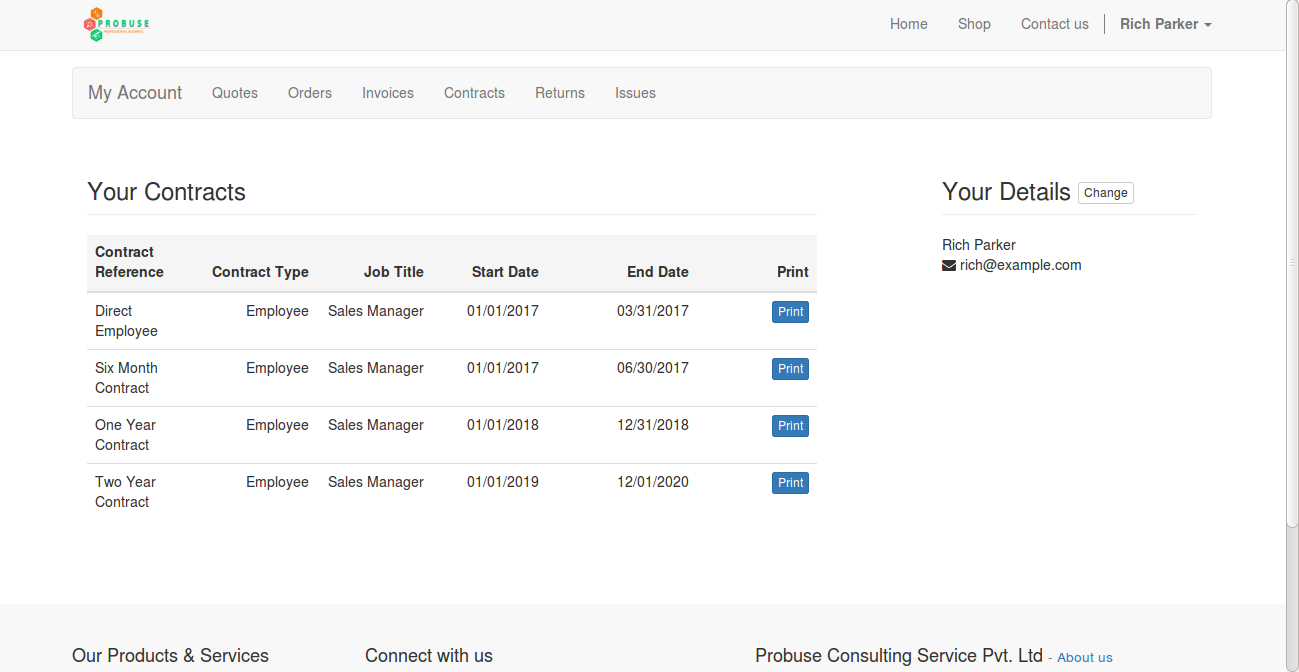 PROBUSE
PROFESSIONAL BUSINESS
Home Shop Contact us Rich Parker
My Account Quotes Orders Invoices Contracts Returns Issues
Your Contracts
Your Details Change
Contract Reference Contract Type Job Title Start Date End Date Print
Direct Employee Employee Sales Manager 01/01/2017 03/31/2017 Print
Six Month Contract Employee Sales Manager 01/01/2017 06/30/2017 Print
One Year Contract Employee Sales Manager 01/01/2018 12/31/2018 Print
Two Year Contract Employee Sales Manager 01/01/2019 12/01/2020 Print
Rich Parker
rich@example.com
Our Products & Services Connect with us Probuse Consulting Service Pvt. Ltd - About us